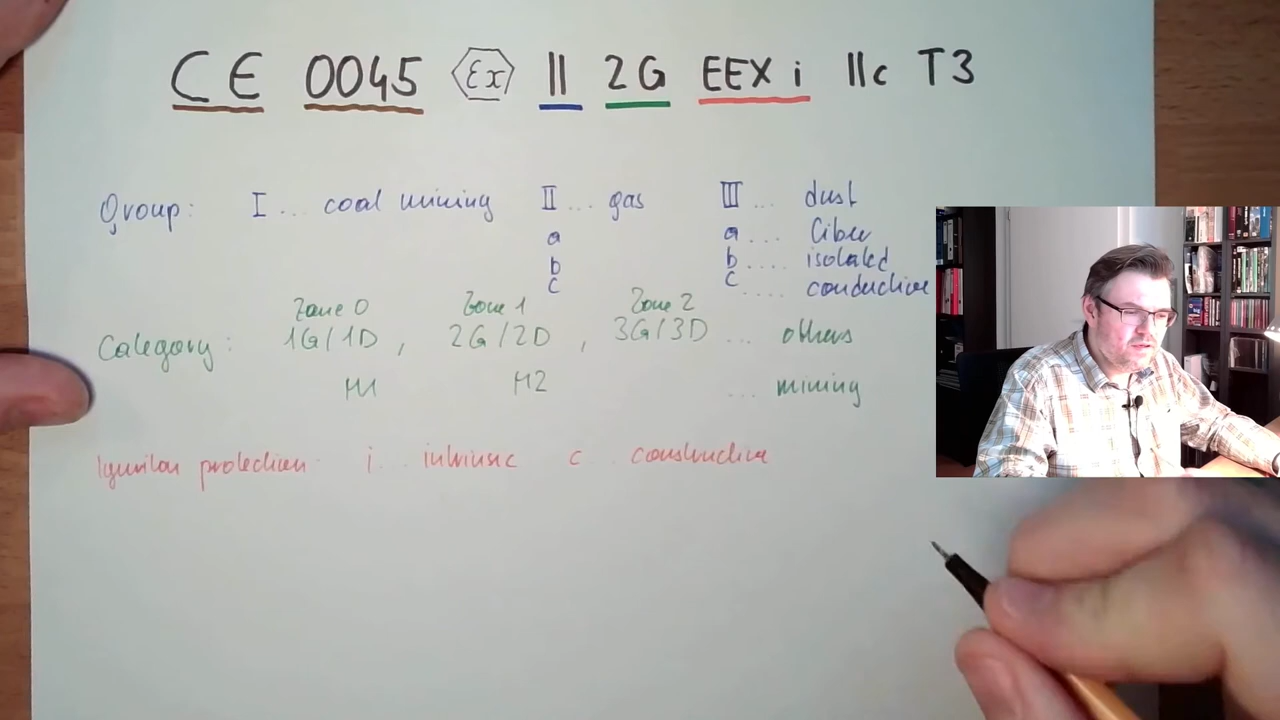 CE 0045 Ex II 2G EEX i IIc T3
Group: I ... coal mining II ... gas III ... dust
a a .... fibre
b b .... isolated
c c .... conductive
Zone 0 Zone 1 Zone 2
Category: 1G/1D, 2G/2D, 3G/3D ... others
M1 M2 ... mining
Ignition protection: i .. intrinsic c . constructive